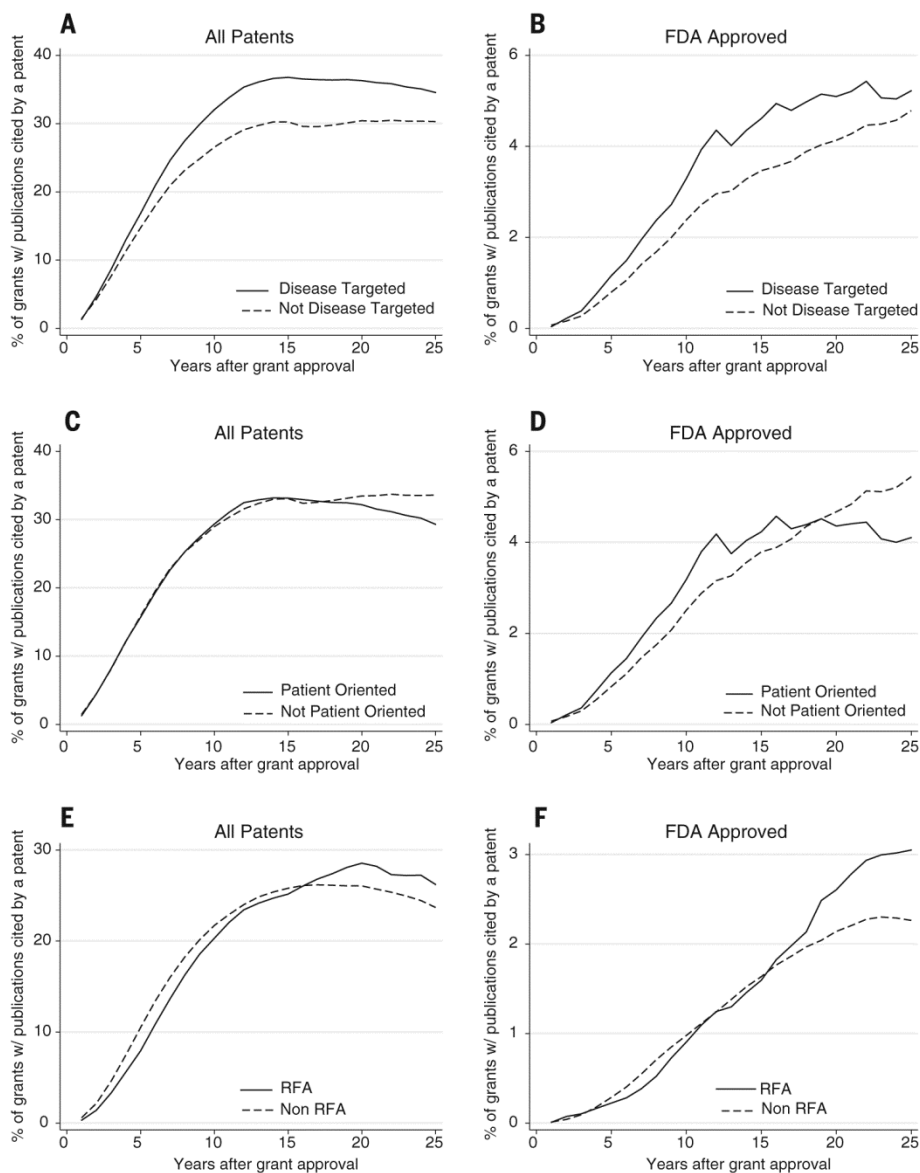 A
All Patents
% of grants w/ publications cited by a patent
40
30
20
10
0
Disease Targeted
Not Disease Targeted
0 5 10 15 20 25
Years after grant approval
B
FDA Approved
% of grants w/ publications cited by a patent
6
4
2
0
Disease Targeted
Not Disease Targeted
0 5 10 15 20 25
Years after grant approval
C
All Patents
% of grants w/ publications cited by a patent
40
30
20
10
0
Patient Oriented
Not Patient Oriented
0 5 10 15 20 25
Years after grant approval
D
FDA Approved
% of grants w/ publications cited by a patent
6
4
2
0
Patient Oriented
Not Patient Oriented
0 5 10 15 20 25
Years after grant approval
E
All Patents
% of grants w/ publications cited by a patent
30
20
10
0
RFA
Non RFA
0 5 10 15 20 25
Years after grant approval
F
FDA Approved
% of grants w/ publications cited by a patent
3
2
1
0
RFA
Non RFA
0 5 10 15 20 25
Years after grant approval